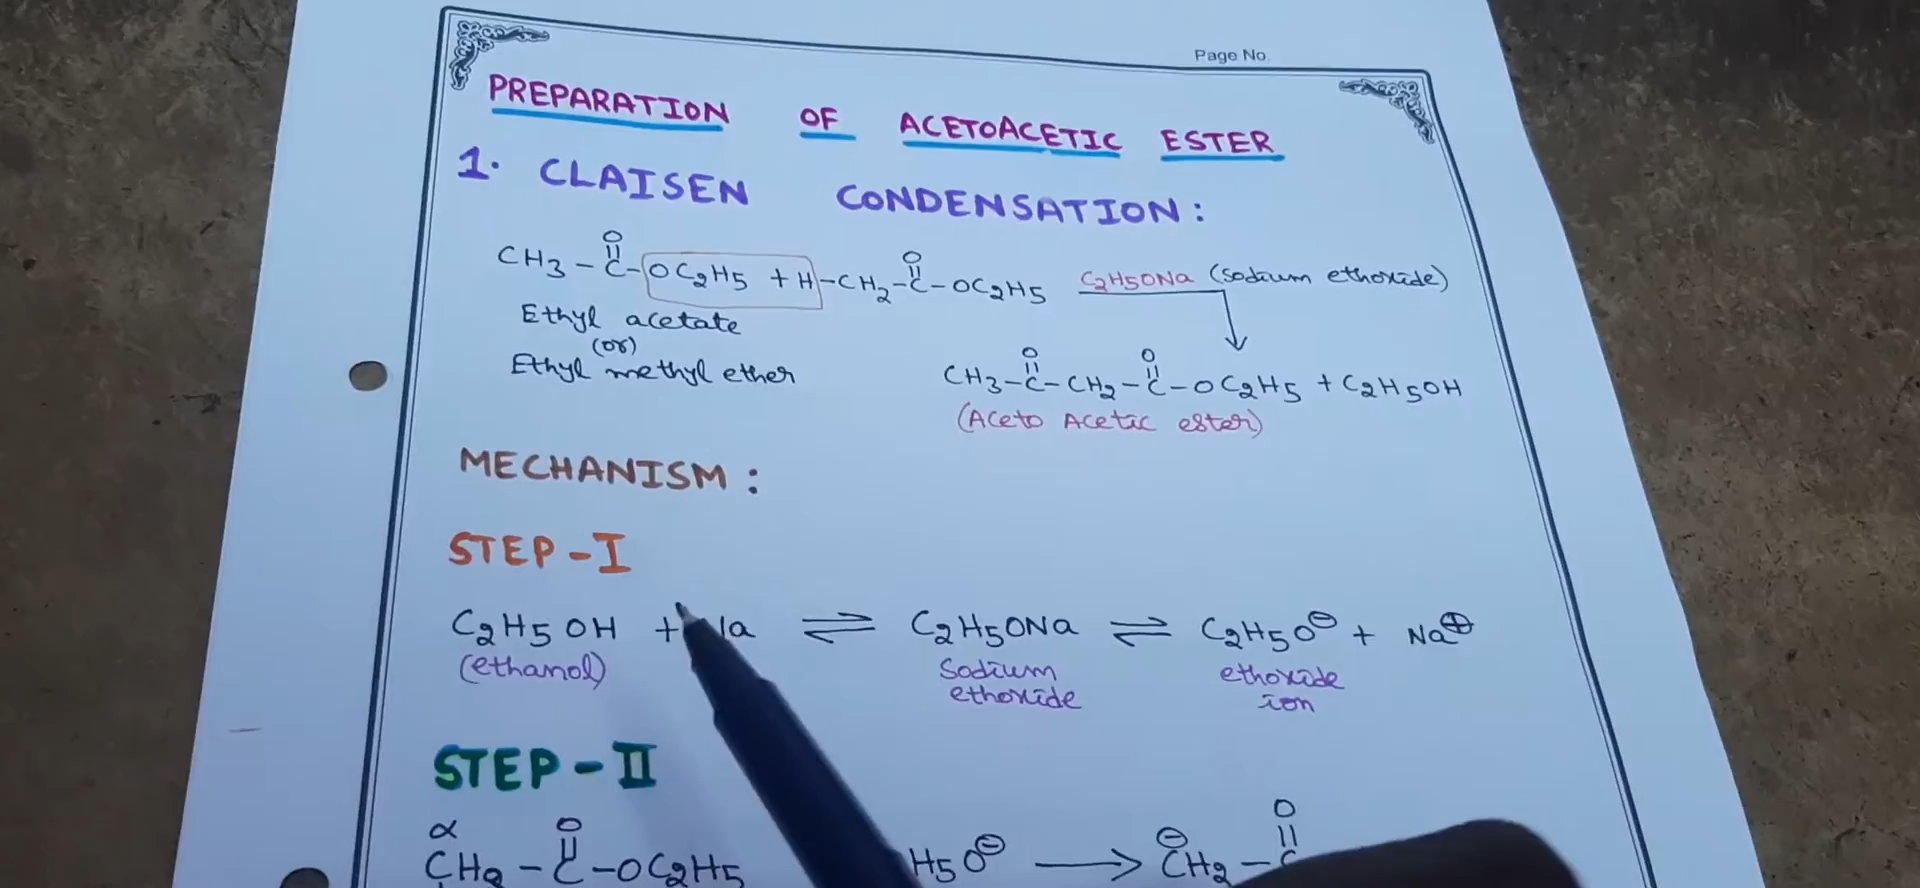 Page No.
PREPARATION OF ACETOACETIC ESTER
1. CLAISEN CONDENSATION:
O O
CH3 – C – OC2H5 + H – CH2 – C – OC2H5 C2H5ONa (sodium ethoxide)
Ethyl acetate
(or)
Ethyl methyl ether
O O
CH3 – C – CH2 – C – OC2H5 + C2H5OH
(Aceto Acetic ester)
MECHANISM:
STEP – I
C2H5OH + Na ⇌ C2H5ONa ⇌ C2H5O⊖ + Na⊕
(ethanol) Sodium ethoxide ethoxide ion
STEP – II
α O O
CH2 – C – OC2H5 H5O⊖ → ⊖CH2 – C